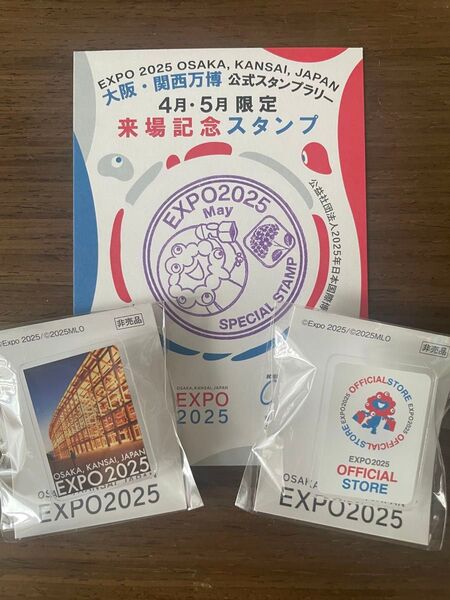 EXPO 2025 OSAKA, KANSAI, JAPAN
大阪・関西万博 公式スタンプラリー
4月・5月 限定
来場記念スタンプ
公益社団法人2025年日本国際博
EXPO2025
May
SPECIAL STAMP
OSAKA, KANSAI, JAPAN
EXPO
2025
©Expo 2025/©2025MLO
非売品
OSAKA, KANSAI, JAPAN
EXPO2025
EXPO2025
©Expo 2025/©2025MLO
非売品
OFFICIAL STORE EXPO2025 OFFICIAL STORE EXPO2025
EXPO2025
OFFICIAL
STORE
EXPO2025